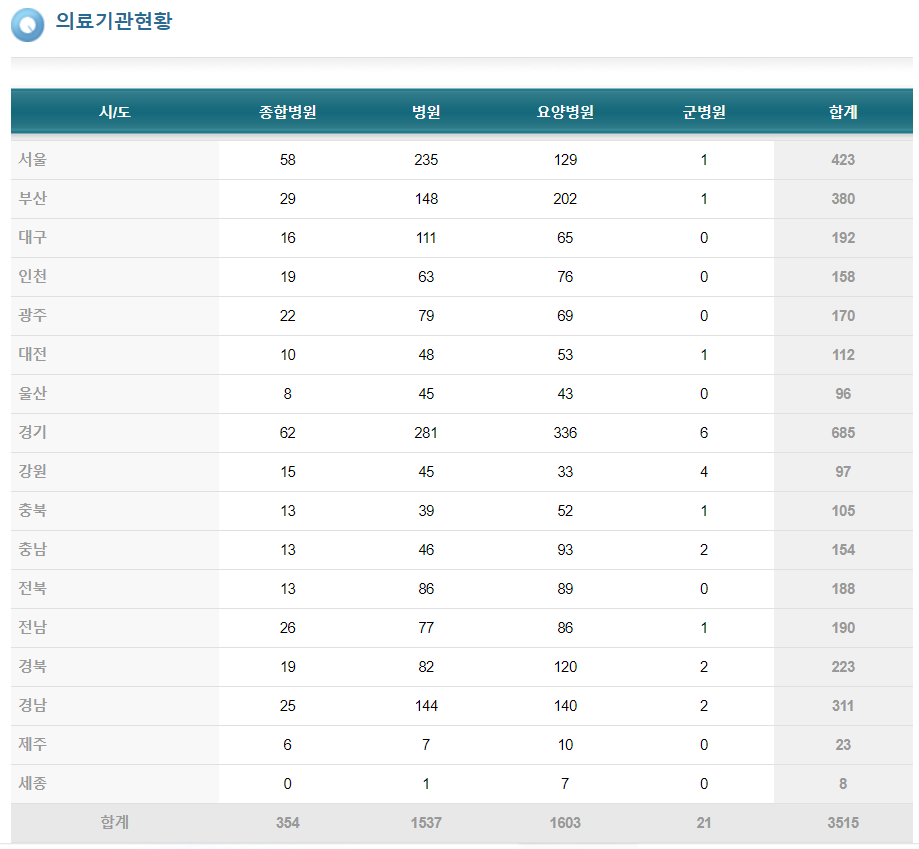 의료기관현황
시/도 종합병원 병원 요양병원 군병원 합계
서울 58 235 129 1 423
부산 29 148 202 1 380
대구 16 111 65 0 192
인천 19 63 76 0 158
광주 22 79 69 0 170
대전 10 48 53 1 112
울산 8 45 43 0 96
경기 62 281 336 6 685
강원 15 45 33 4 97
충북 13 39 52 1 105
충남 13 46 93 2 154
전북 13 86 89 0 188
전남 26 77 86 1 190
경북 19 82 120 2 223
경남 25 144 140 2 311
제주 6 7 10 0 23
세종 0 1 7 0 8
합계 354 1537 1603 21 3515